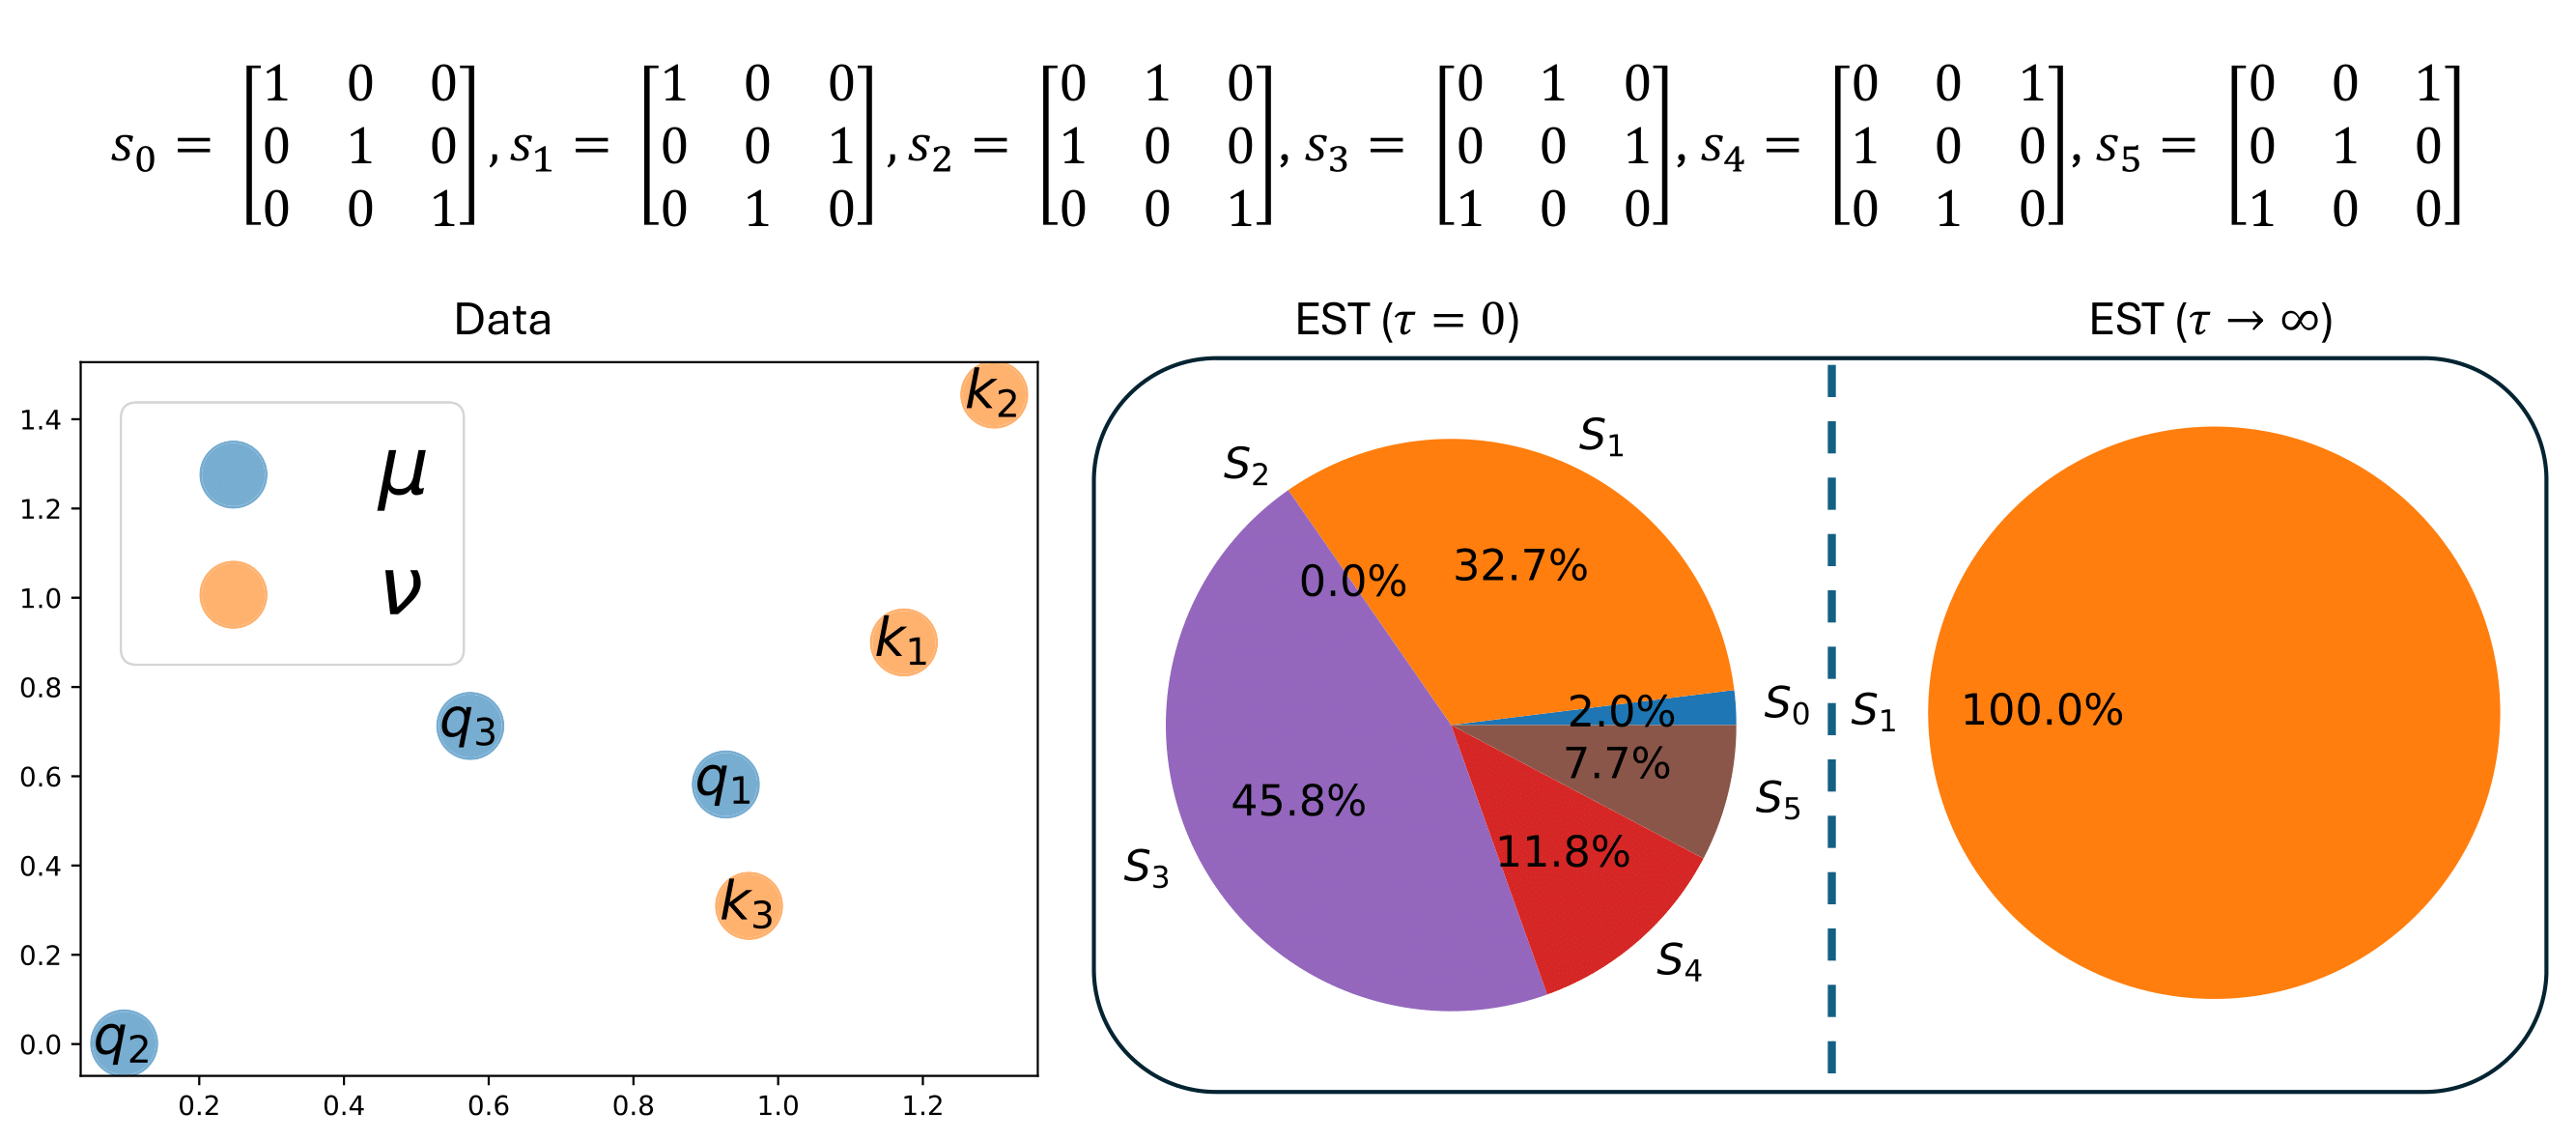 s₀ = [1 0 0; 0 1 0; 0 0 1], s₁ = [1 0 0; 0 0 1; 0 1 0], s₂ = [0 1 0; 1 0 0; 0 0 1], s₃ = [0 1 0; 0 0 1; 1 0 0], s₄ = [0 0 1; 1 0 0; 0 1 0], s₅ = [0 0 1; 0 1 0; 1 0 0]
Data
1.4
1.2
1.0
0.8
0.6
0.4
0.2
0.0
0.2 0.4 0.6 0.8 1.0 1.2
μ
ν
k₂
k₁
q₃
q₁
k₃
q₂
EST (τ = 0)
S₁
S₂
32.7%
0.0%
2.0%
S₀
7.7%
45.8%
S₅
11.8%
S₃
S₄
EST (τ → ∞)
S₁
100.0%